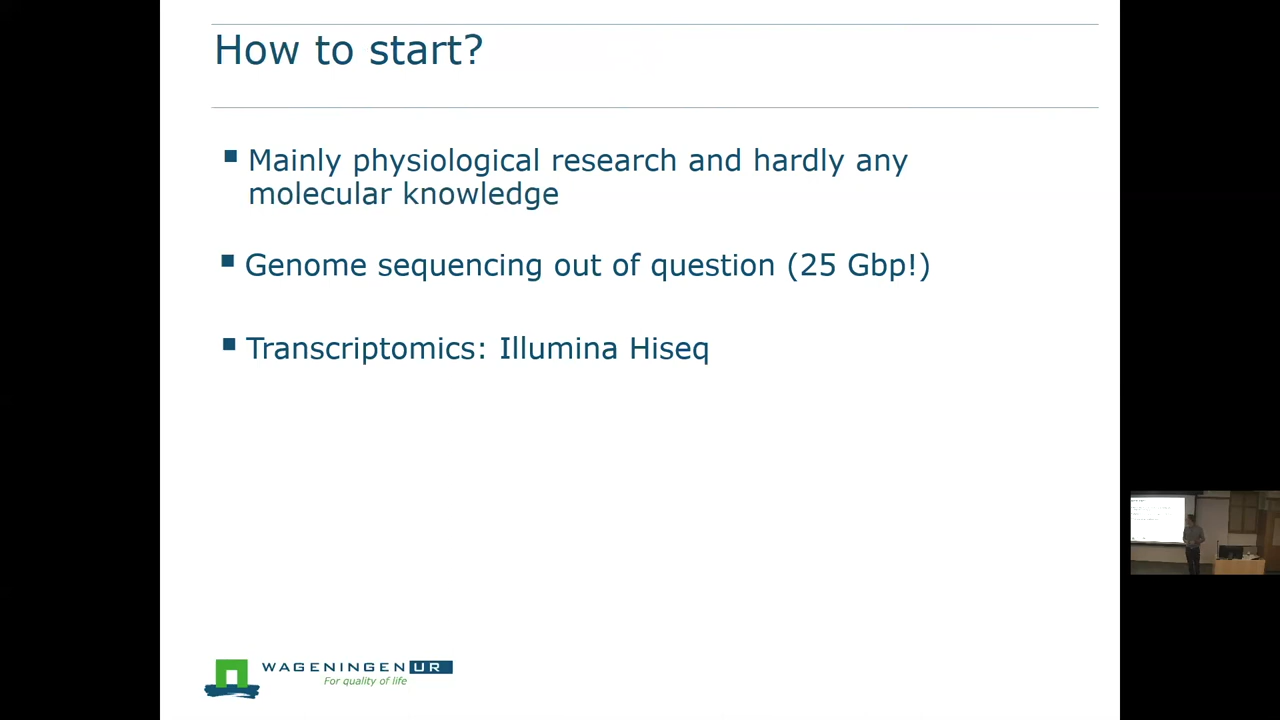 How to start?
▪ Mainly physiological research and hardly any
molecular knowledge
▪ Genome sequencing out of question (25 Gbp!)
▪ Transcriptomics: Illumina Hiseq
WAGENINGEN UR
For quality of life